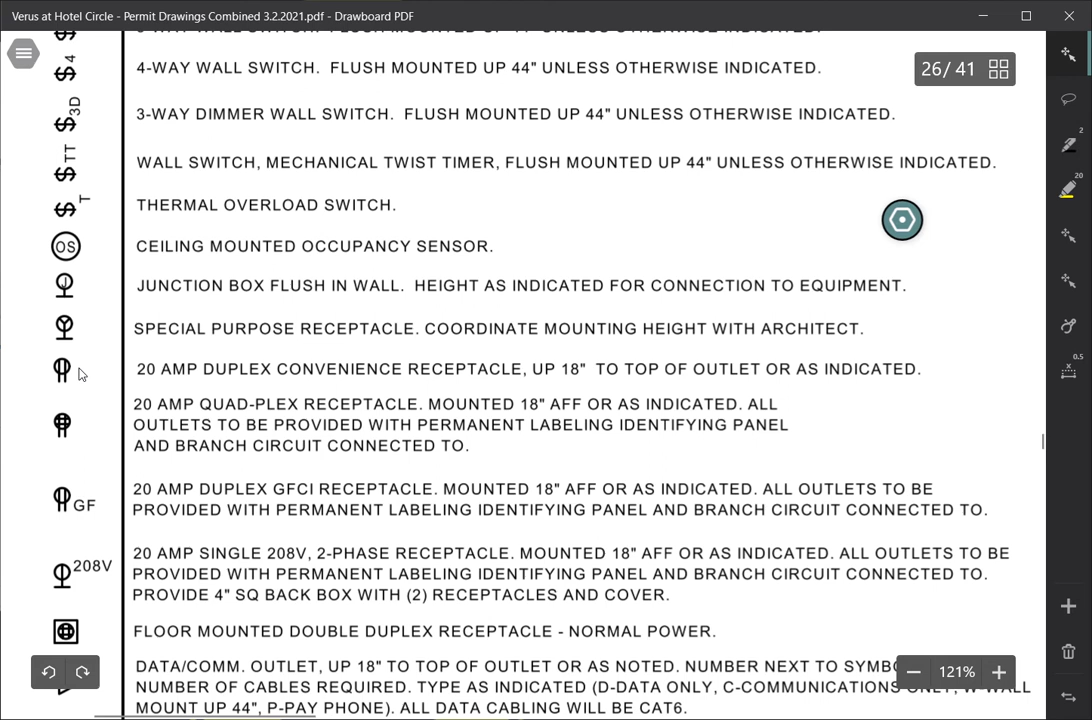 Verus at Hotel Circle - Permit Drawings Combined 3.2.2021.pdf - Drawboard PDF
26/ 41
$ 4 4-WAY WALL SWITCH. FLUSH MOUNTED UP 44" UNLESS OTHERWISE INDICATED.
$ 3D 3-WAY DIMMER WALL SWITCH. FLUSH MOUNTED UP 44" UNLESS OTHERWISE INDICATED.
$ TT WALL SWITCH, MECHANICAL TWIST TIMER, FLUSH MOUNTED UP 44" UNLESS OTHERWISE INDICATED.
$ T THERMAL OVERLOAD SWITCH.
OS CEILING MOUNTED OCCUPANCY SENSOR.
J JUNCTION BOX FLUSH IN WALL. HEIGHT AS INDICATED FOR CONNECTION TO EQUIPMENT.
SPECIAL PURPOSE RECEPTACLE. COORDINATE MOUNTING HEIGHT WITH ARCHITECT.
20 AMP DUPLEX CONVENIENCE RECEPTACLE, UP 18" TO TOP OF OUTLET OR AS INDICATED.
20 AMP QUAD-PLEX RECEPTACLE. MOUNTED 18" AFF OR AS INDICATED. ALL
OUTLETS TO BE PROVIDED WITH PERMANENT LABELING IDENTIFYING PANEL
AND BRANCH CIRCUIT CONNECTED TO.
GF 20 AMP DUPLEX GFCI RECEPTACLE. MOUNTED 18" AFF OR AS INDICATED. ALL OUTLETS TO BE
PROVIDED WITH PERMANENT LABELING IDENTIFYING PANEL AND BRANCH CIRCUIT CONNECTED TO.
208V 20 AMP SINGLE 208V, 2-PHASE RECEPTACLE. MOUNTED 18" AFF OR AS INDICATED. ALL OUTLETS TO BE
PROVIDED WITH PERMANENT LABELING IDENTIFYING PANEL AND BRANCH CIRCUIT CONNECTED TO.
PROVIDE 4" SQ BACK BOX WITH (2) RECEPTACLES AND COVER.
FLOOR MOUNTED DOUBLE DUPLEX RECEPTACLE - NORMAL POWER.
DATA/COMM. OUTLET, UP 18" TO TOP OF OUTLET OR AS NOTED. NUMBER NEXT TO
NUMBER OF CABLES REQUIRED. TYPE AS INDICATED (D-DATA ONLY, C-COMMUNICATIONS
MOUNT UP 44", P-PAY PHONE). ALL DATA CABLING WILL BE CAT6.
121%
2
20
0.5